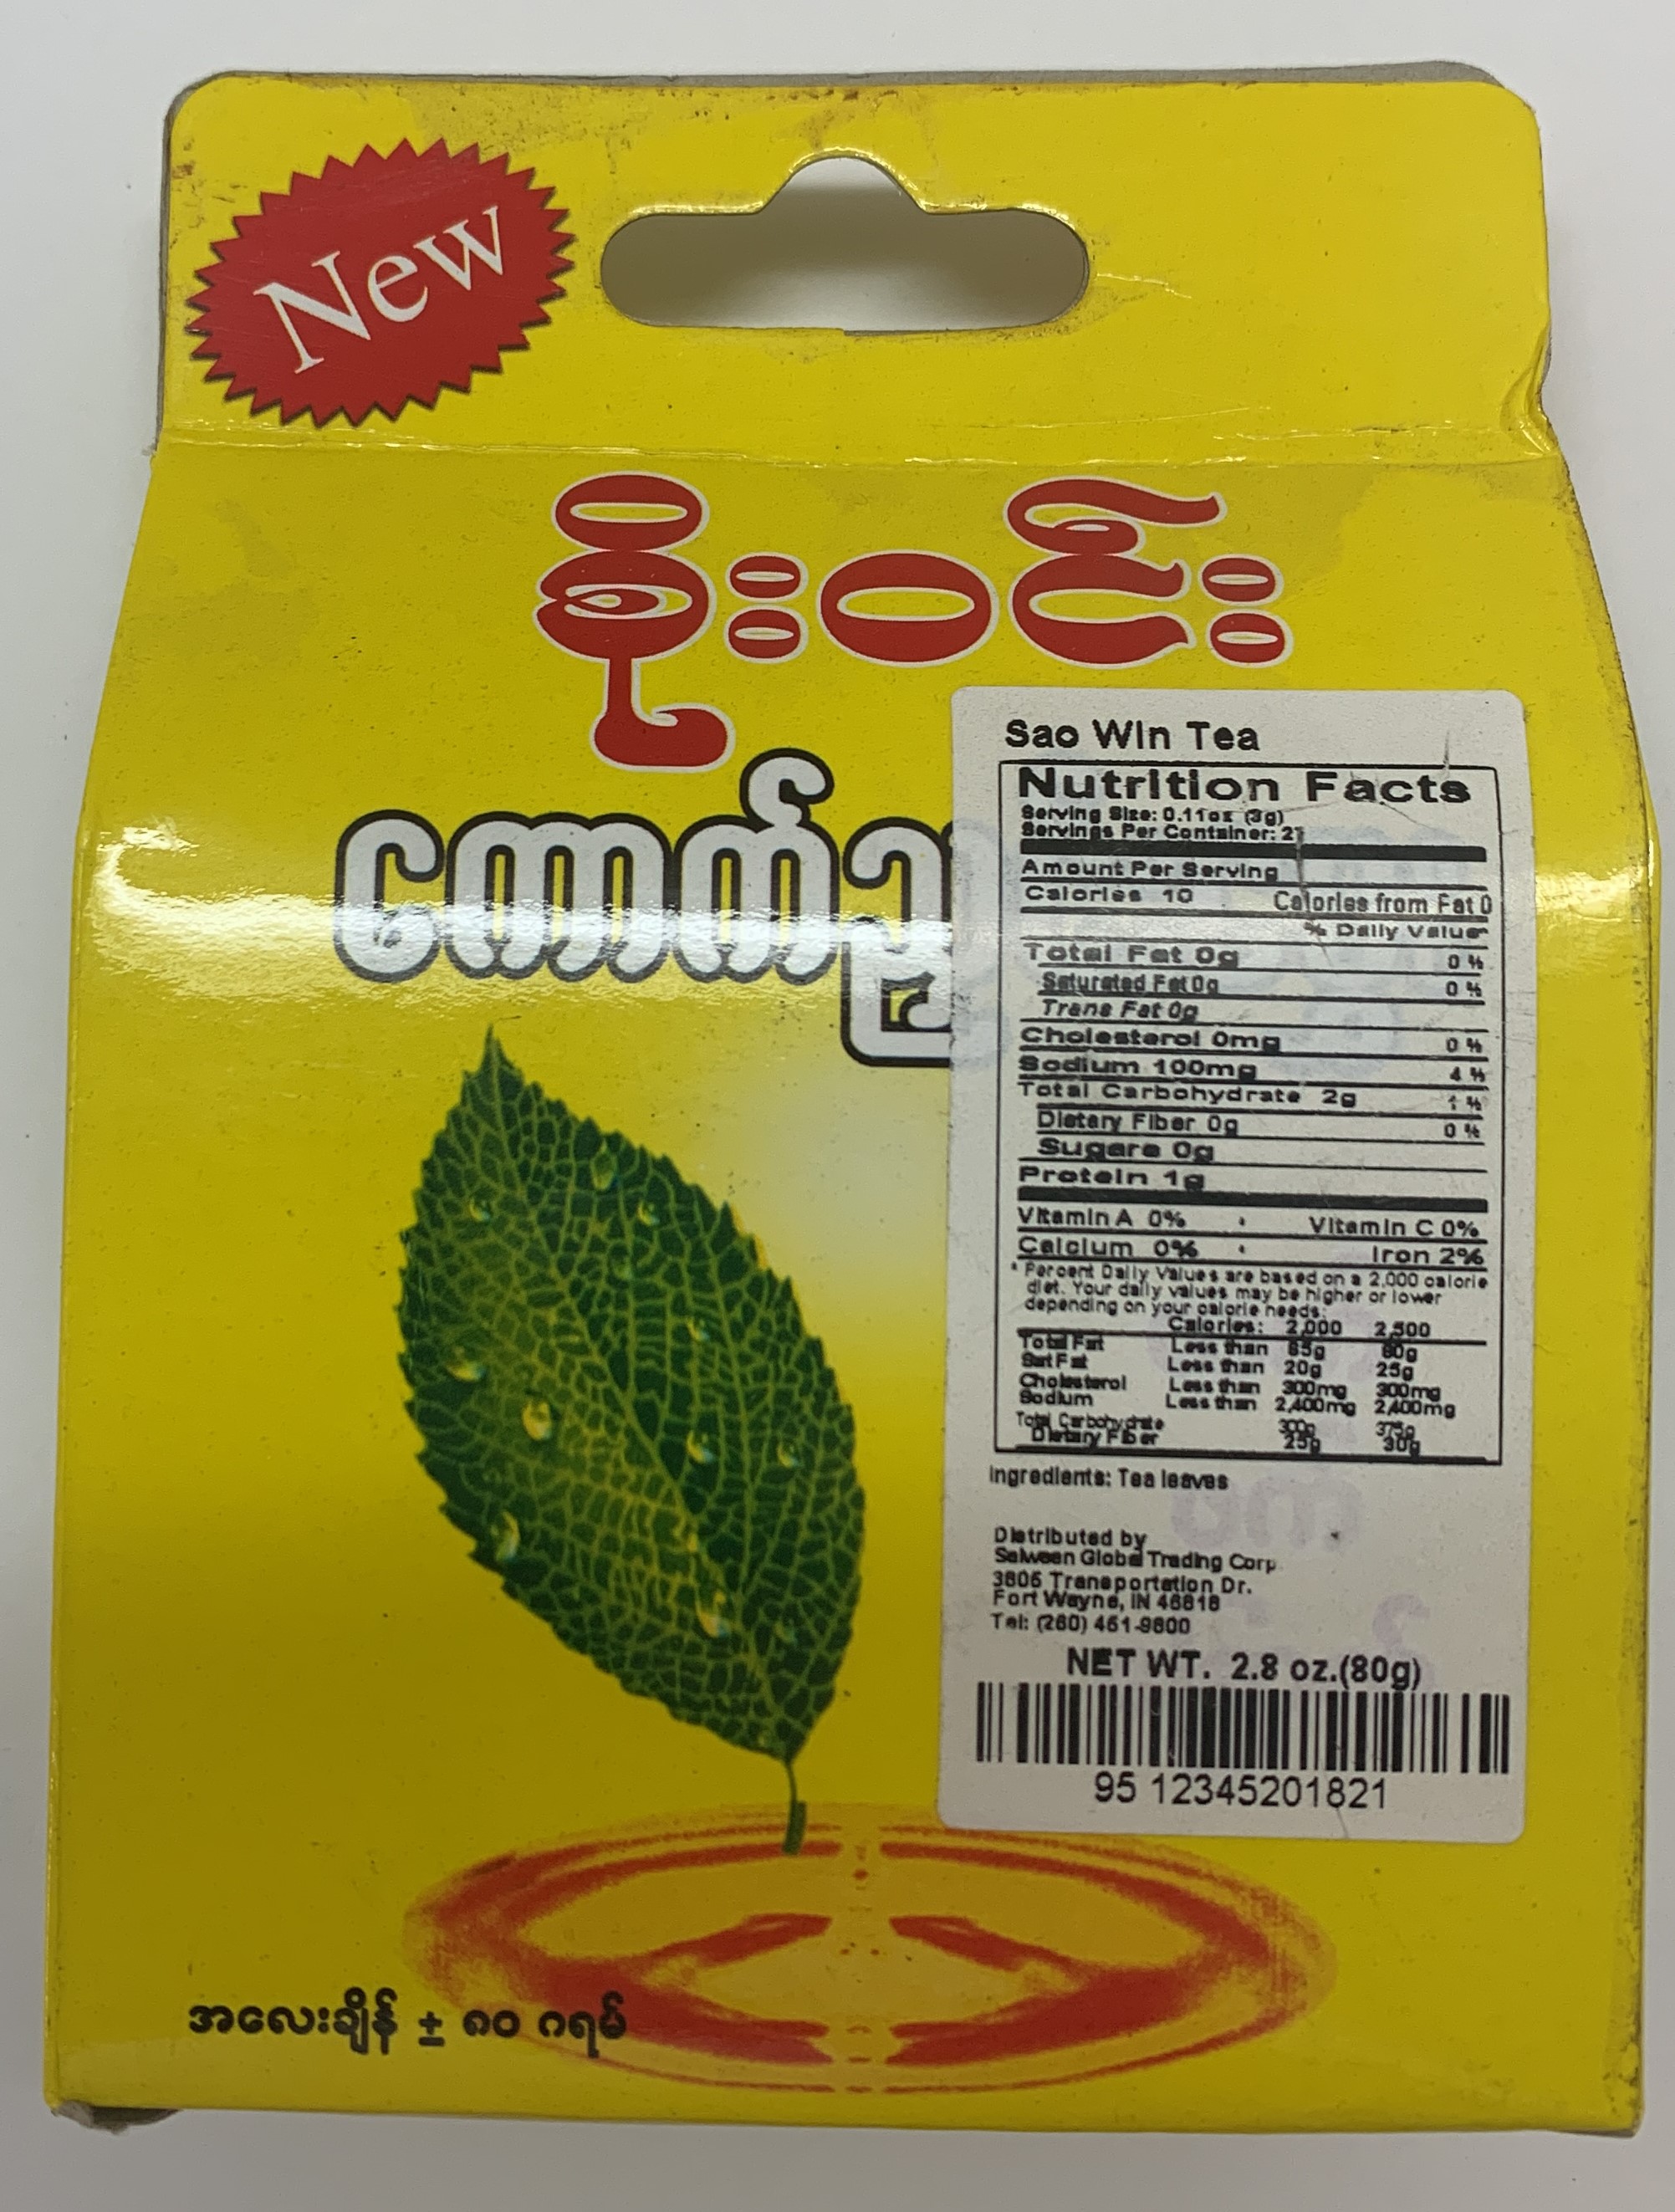 New
စိုးဝင်း
ကောက်ညှ
Sao Win Tea
Nutrition Facts
Serving Size: 0.11oz (3g)
Servings Per Container: 27
Amount Per Serving
Calories 10 Calories from Fat 0
% Daily Value*
Total Fat 0g 0 %
Saturated Fat 0g 0 %
Trans Fat 0g
Cholesterol 0mg 0 %
Sodium 100mg 4 %
Total Carbohydrate 2g 1 %
Dietary Fiber 0g 0 %
Sugars 0g
Protein 1g
Vitamin A 0% • Vitamin C 0%
Calcium 0% • Iron 2%
* Percent Daily Values are based on a 2,000 calorie
diet. Your daily values may be higher or lower
depending on your calorie needs:
Calories: 2,000 2,500
Total Fat Less than 65g 80g
Sat Fat Less than 20g 25g
Cholesterol Less than 300mg 300mg
Sodium Less than 2,400mg 2,400mg
Total Carbohydrate 300g 375g
Dietary Fiber 25g 30g
Ingredients: Tea leaves
Distributed by
Salween Global Trading Corp.
3806 Transportation Dr.
Fort Wayne, IN 46818
Tel: (260) 461-9800
NET WT. 2.8 oz.(80g)
95 12345201821
အလေးချိန် ± ၈၀ ဂရမ်